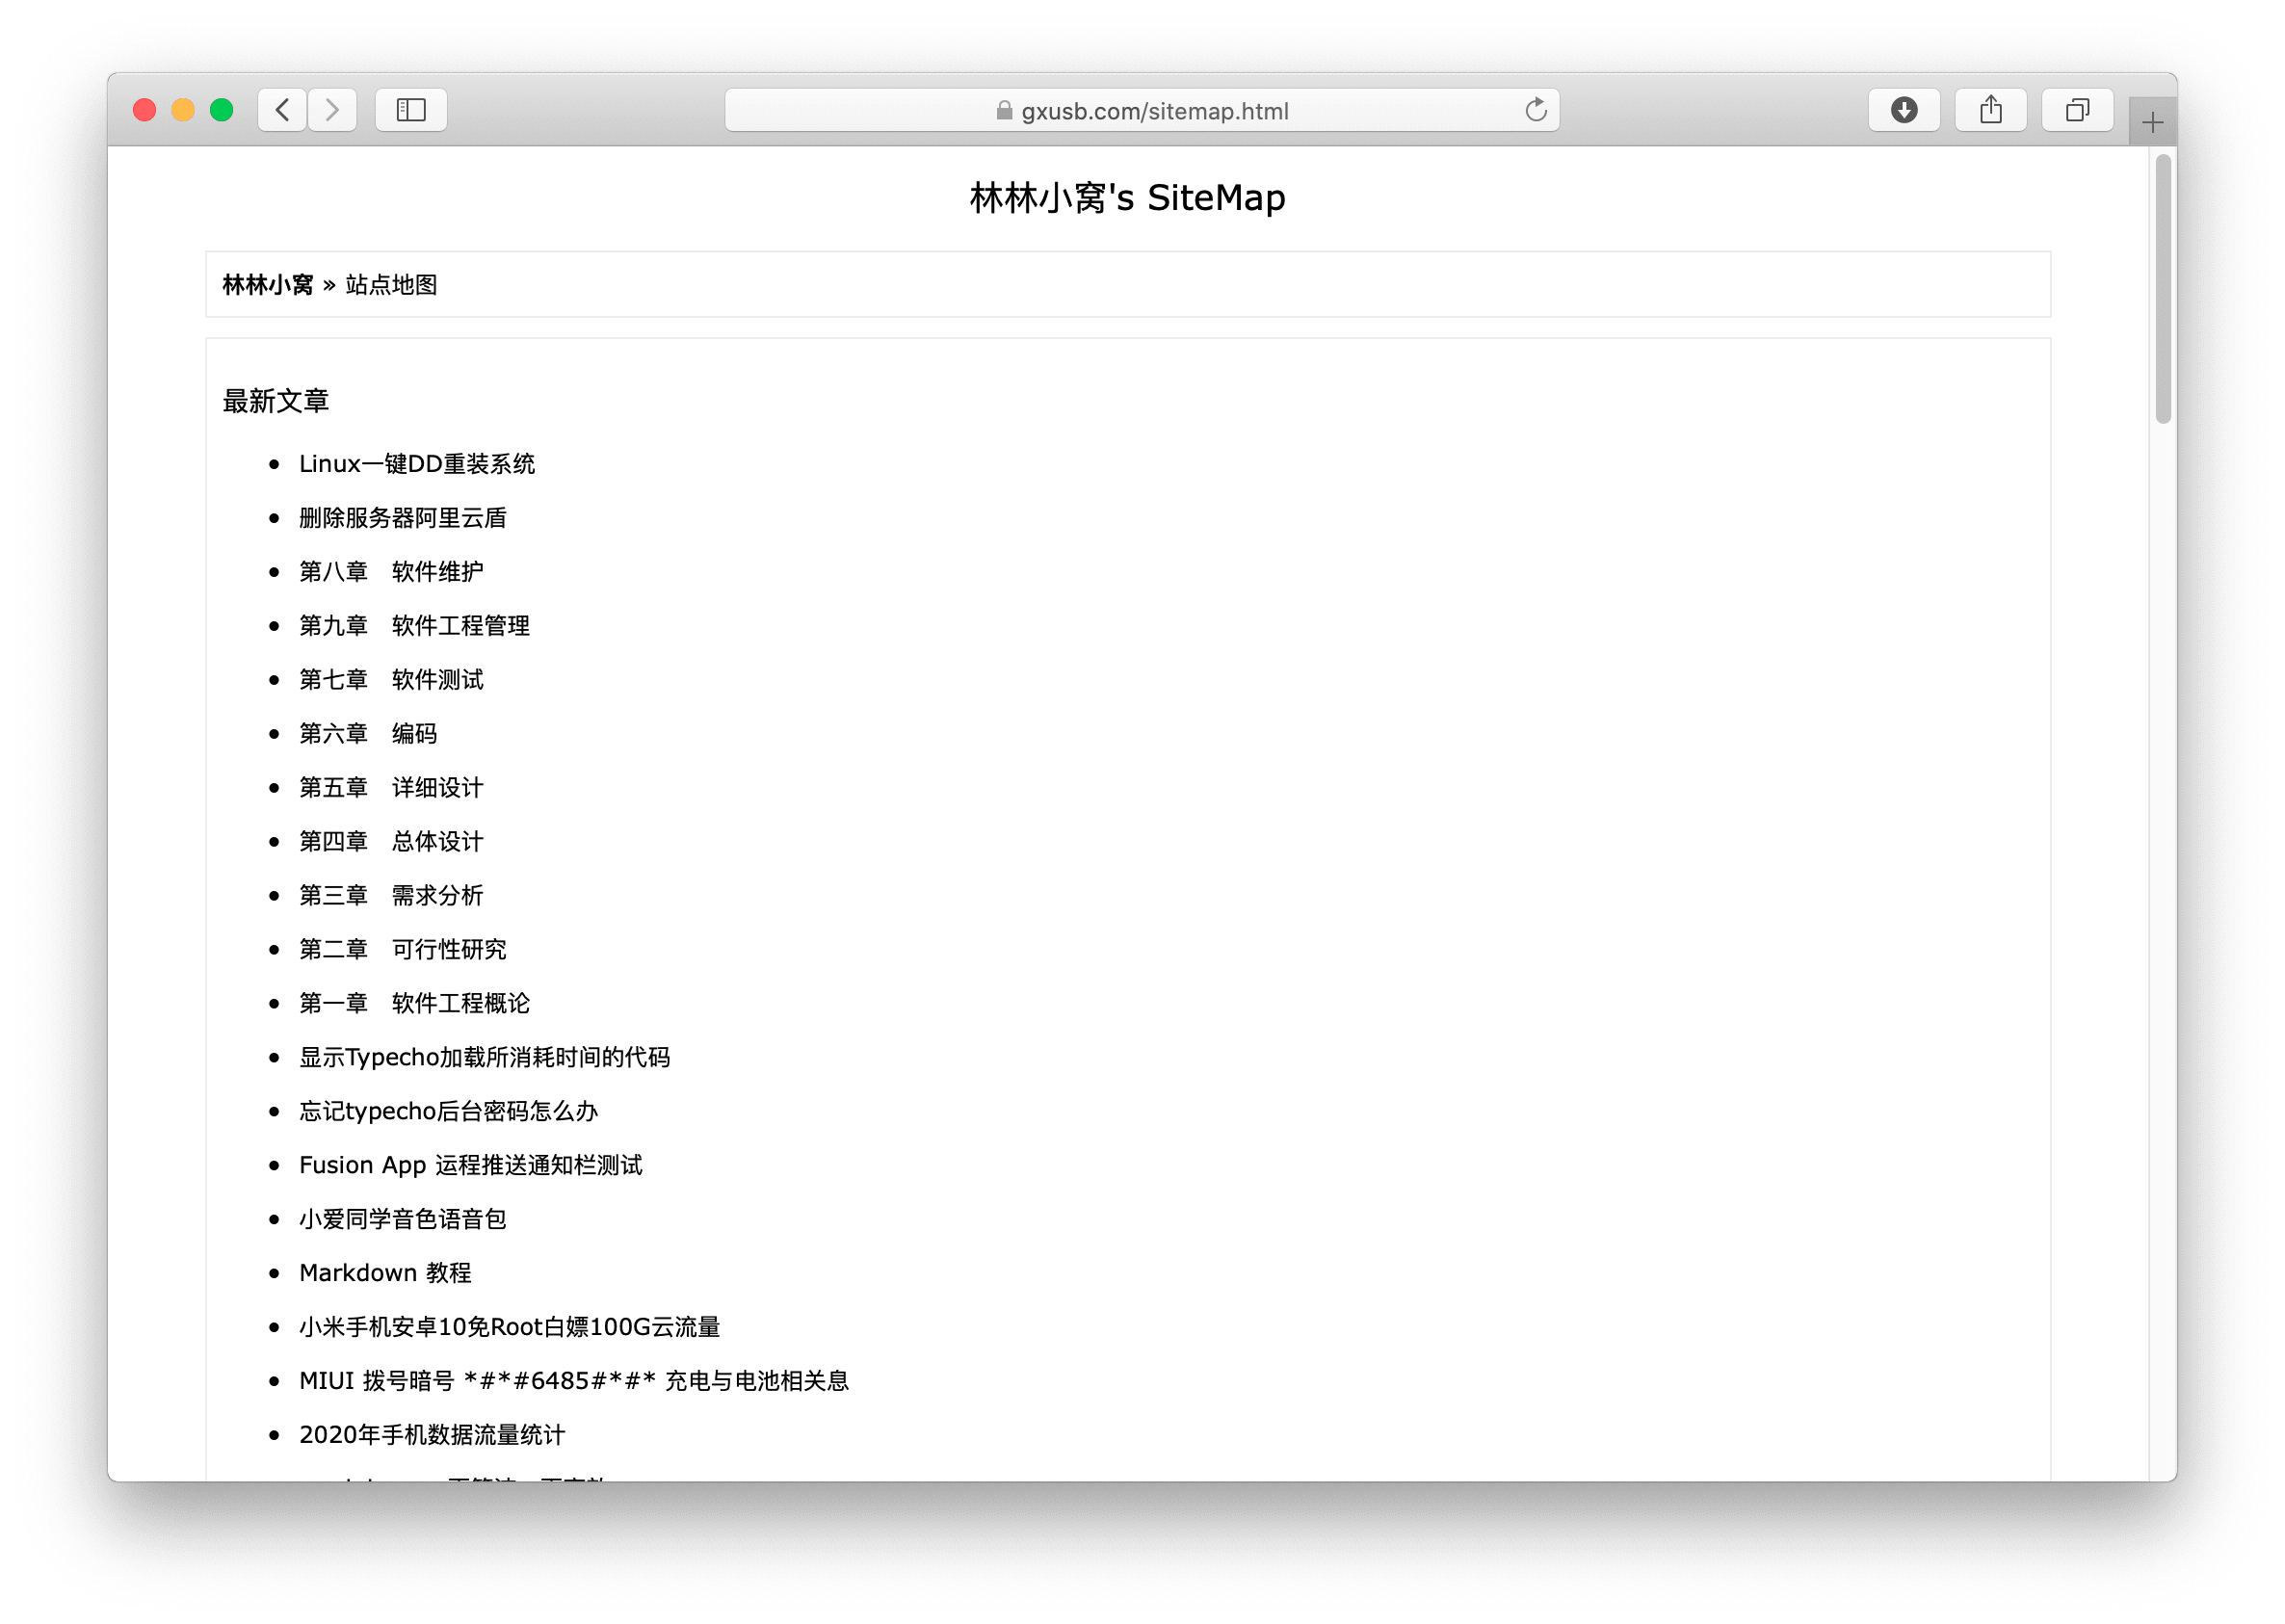 gxusb.com/sitemap.html
林林小窝's SiteMap
林林小窝 » 站点地图
最新文章
Linux一键DD重装系统
删除服务器阿里云盾
第八章　软件维护
第九章　软件工程管理
第七章　软件测试
第六章　编码
第五章　详细设计
第四章　总体设计
第三章　需求分析
第二章　可行性研究
第一章　软件工程概论
显示Typecho加载所消耗时间的代码
忘记typecho后台密码怎么办
Fusion App 运程推送通知栏测试
小爱同学音色语音包
Markdown 教程
小米手机安卓10免Root白嫖100G云流量
MIUI 拨号暗号 *#*#6485#*#* 充电与电池相关息
2020年手机数据流量统计